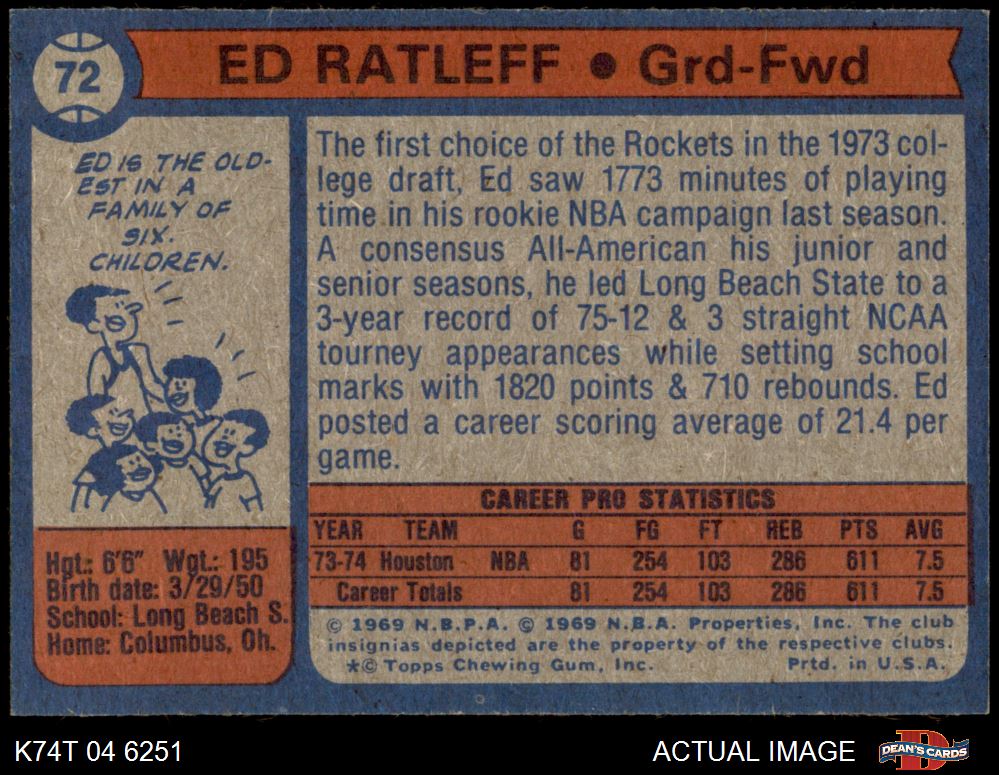 72
ED RATLEFF ● Grd-Fwd
ED IS THE OLD-
EST IN A
FAMILY OF
SIX.
CHILDREN.
The first choice of the Rockets in the 1973 col-
lege draft, Ed saw 1773 minutes of playing
time in his rookie NBA campaign last season.
A consensus All-American his junior and
senior seasons, he led Long Beach State to a
3-year record of 75-12 & 3 straight NCAA
tourney appearances while setting school
marks with 1820 points & 710 rebounds. Ed
posted a career scoring average of 21.4 per
game.
Hgt.: 6'6" Wgt.: 195
Birth date: 3/29/50
School: Long Beach S.
Home: Columbus, Oh.
CAREER PRO STATISTICS
YEAR TEAM G FG FT REB PTS AVG
73-74 Houston NBA 81 254 103 286 611 7.5
Career Totals 81 254 103 286 611 7.5
© 1969 N.B.P.A. © 1969 N.B.A. Properties, Inc. The club
insignias depicted are the property of the respective clubs.
*© Topps Chewing Gum, Inc. Prtd. in U.S.A.
K74T 04 6251
ACTUAL IMAGE
D
DEAN'S CARDS